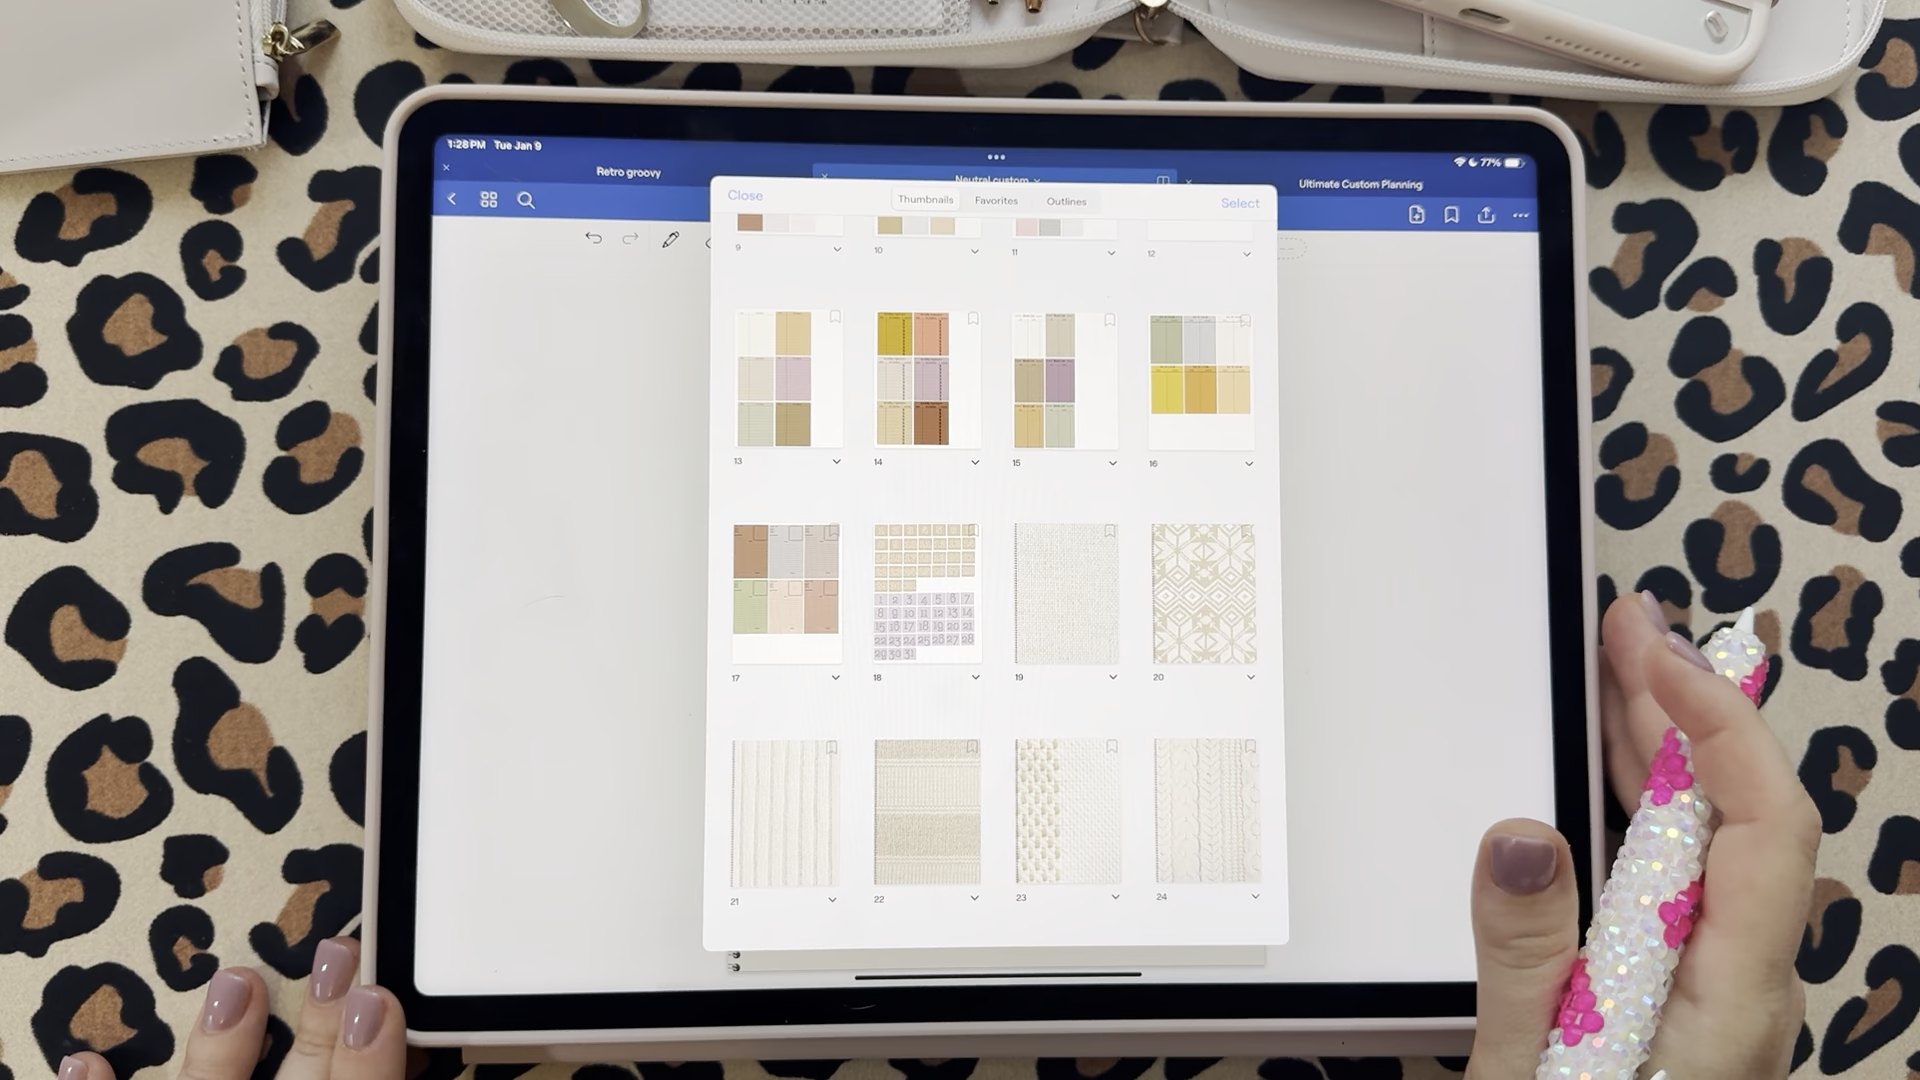 1:28 PM Tue Jan 9
77%
Retro groovy
Neutral custom
Ultimate Custom Planning
Close
Thumbnails
Favorites
Outlines
Select
9
10
11
12
13
14
15
16
17
18
19
20
21
22
23
24
1 2 3 4 5 6 7
8 9 10 11 12 13 14
15 16 17 18 19 20 21
22 23 24 25 26 27 28
29 30 31